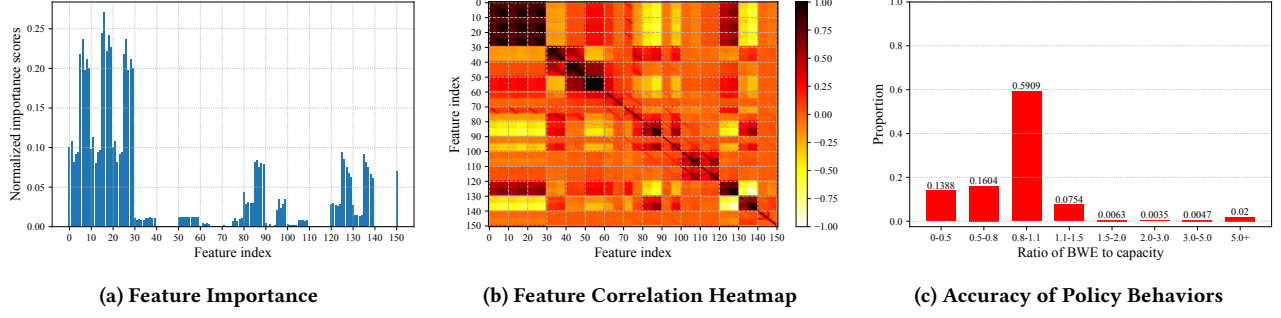 Normalized importance scores
0.25
0.20
0.15
0.10
0.05
0.00
0 10 20 30 40 50 60 70 80 90 100 110 120 130 140 150
Feature index
(a) Feature Importance
Feature index
0
10
20
30
40
50
60
70
80
90
100
110
120
130
140
150
0 10 20 30 40 50 60 70 80 90 100 110 120 130 140 150
Feature index
1.00
0.75
0.50
0.25
0.00
−0.25
−0.50
−0.75
−1.00
(b) Feature Correlation Heatmap
Proportion
1.0
0.8
0.6
0.4
0.2
0.0
0.1388 0.1604 0.5909 0.0754 0.0063 0.0035 0.0047 0.02
0–0.5 0.5–0.8 0.8-1.1 1.1-1.5 1.5-2.0 2.0-3.0 3.0-5.0 5.0+
Ratio of BWE to capacity
(c) Accuracy of Policy Behaviors